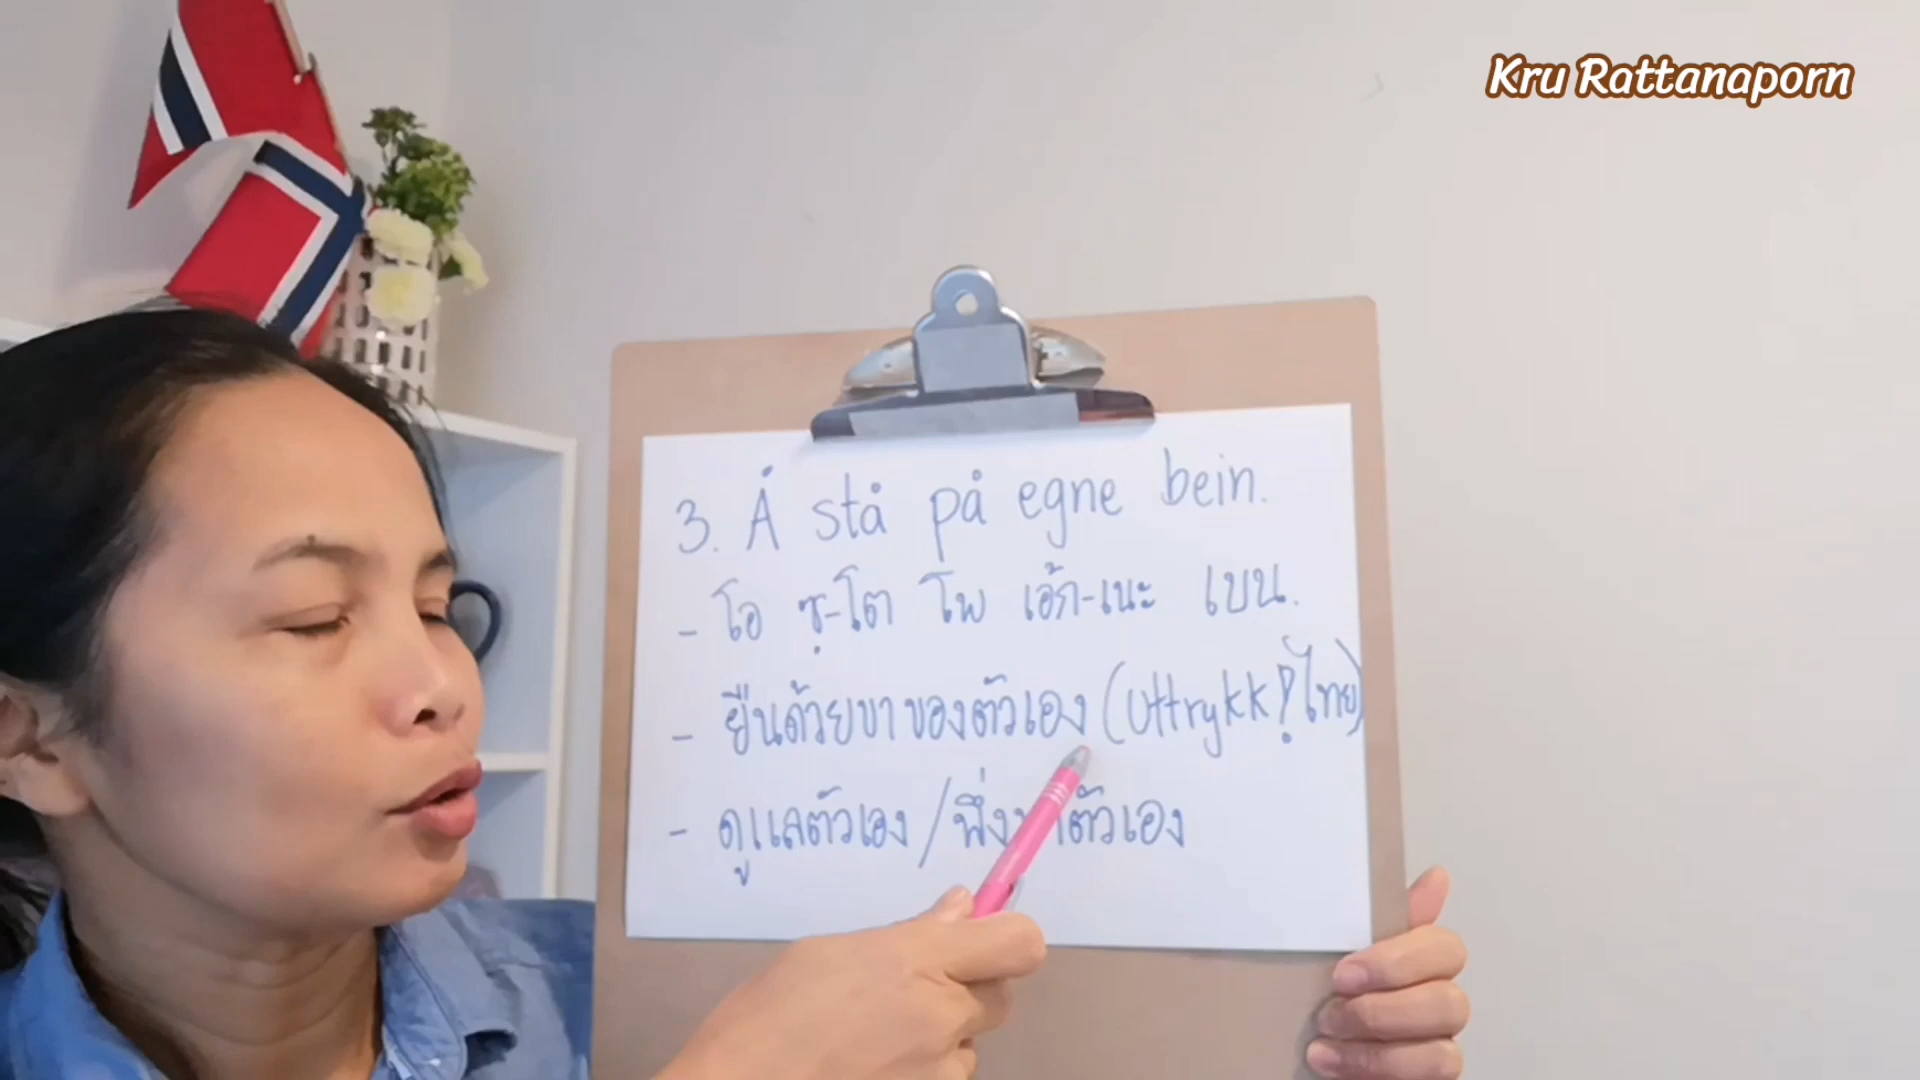 Kru Rattanaporn
3. Å stå på egne bein.
- โอ ซฺ-โต โพ เอ้ก-เนะ เบน.
- ยืนด้วยขาของตัวเอง (Uttrykk ไทย)
- ดูแลตัวเอง / พึ่งพาตัวเอง